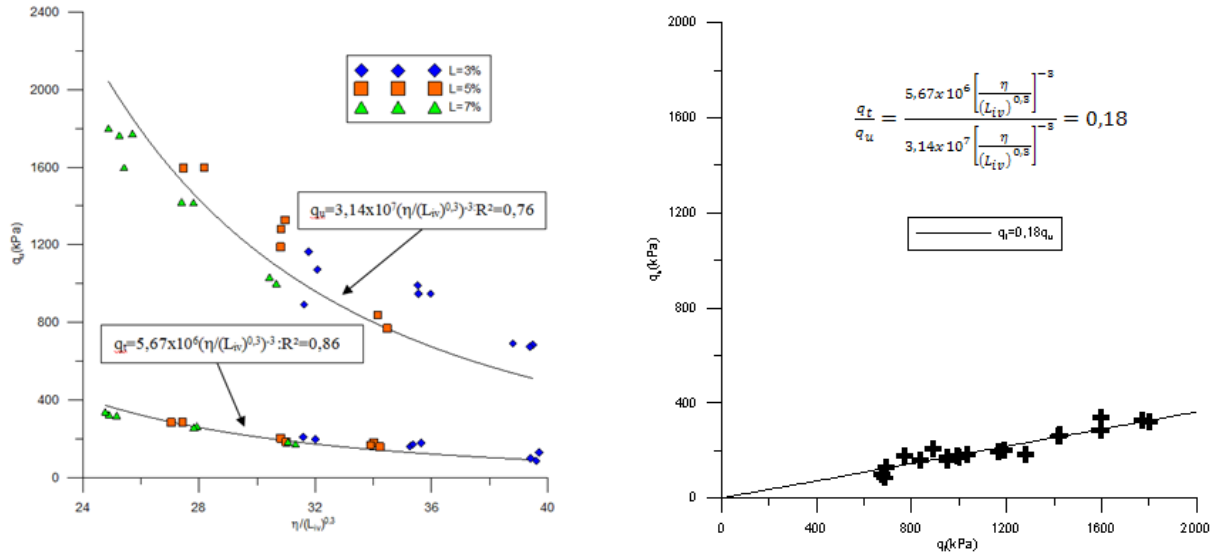 2400
2000
1600
1200
800
400
0
qᵤ(kPa)
L=3%
L=5%
L=7%
qᵤ=3,14x10⁷(η/(Lᵢᵥ)⁰,³)⁻³:R²=0,76
qₜ=5,67x10⁶(η/(Lᵢᵥ)⁰,³)⁻³:R²=0,86
24 28 32 36 40
η/(Lᵢᵥ)⁰,³
2000
1600
1200
800
400
0
q (kPa)
qₜ/qᵤ = 5,67x10⁶[η/(Lᵢᵥ)⁰,³]⁻³ / 3,14x10⁷[η/(Lᵢᵥ)⁰,³]⁻³ = 0,18
qₜ=0,18qᵤ
0 400 800 1200 1600 2000
q (kPa)